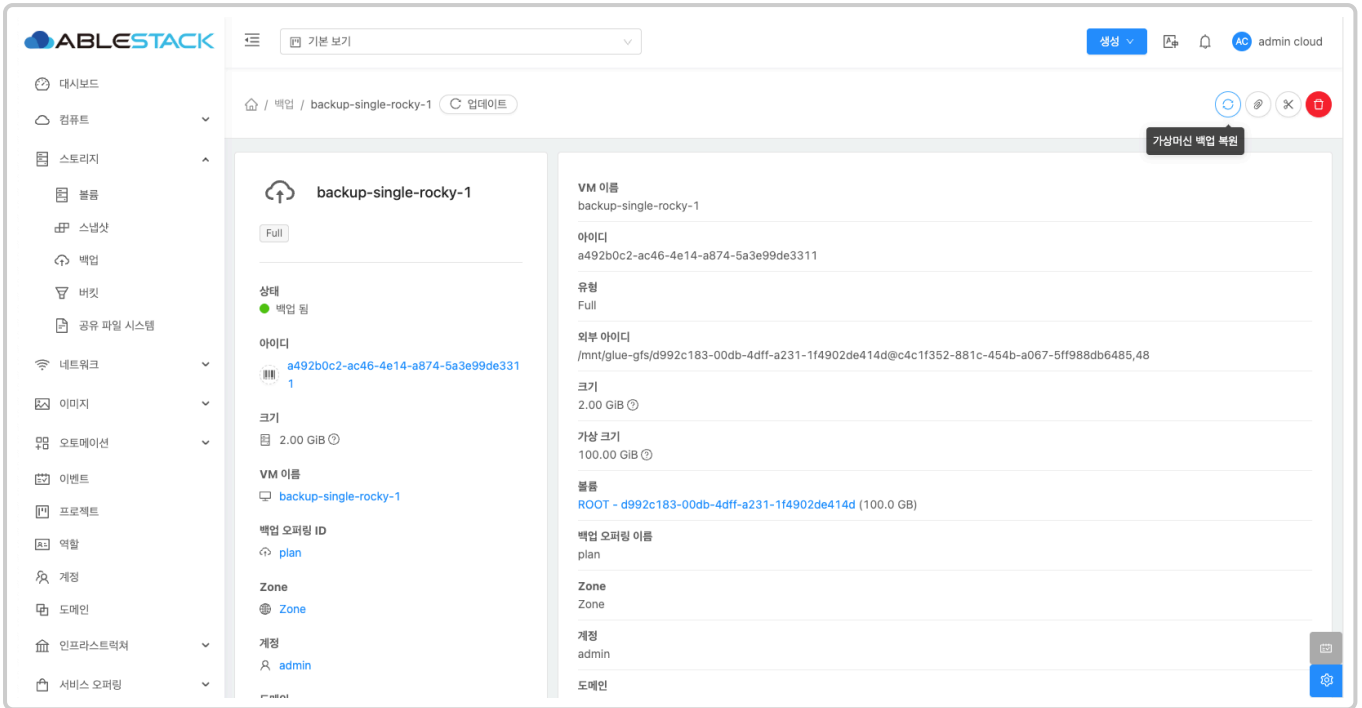 ABLESTACK
기본 보기
생성
AC
admin cloud
대시보드
컴퓨트
스토리지
볼륨
스냅샷
백업
버킷
공유 파일 시스템
네트워크
이미지
오토메이션
이벤트
프로젝트
역할
계정
도메인
인프라스트럭쳐
서비스 오퍼링
/ 백업 / backup-single-rocky-1
업데이트
가상머신 백업 복원
backup-single-rocky-1
Full
상태
백업 됨
아이디
a492b0c2-ac46-4e14-a874-5a3e99de331
1
크기
2.00 GiB
VM 이름
backup-single-rocky-1
백업 오퍼링 ID
plan
Zone
Zone
계정
admin
VM 이름
backup-single-rocky-1
아이디
a492b0c2-ac46-4e14-a874-5a3e99de3311
유형
Full
외부 아이디
/mnt/glue-gfs/d992c183-00db-4dff-a231-1f4902de414d@c4c1f352-881c-454b-a067-5ff988db6485,48
크기
2.00 GiB
가상 크기
100.00 GiB
볼륨
ROOT - d992c183-00db-4dff-a231-1f4902de414d (100.0 GB)
백업 오퍼링 이름
plan
Zone
Zone
계정
admin
도메인